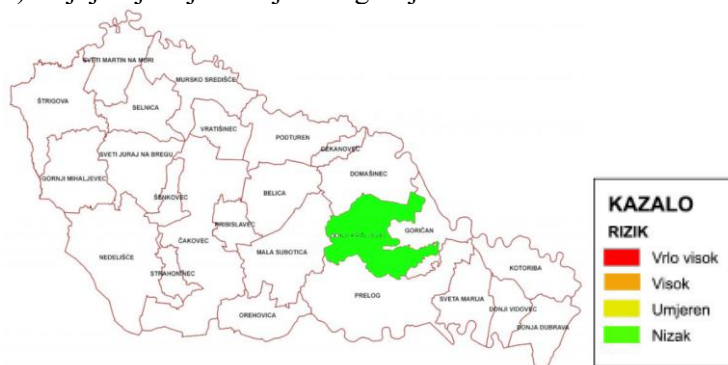 SVETI MARTIN NA MURI
MURSKO SREDIŠĆE
ŠTRIGOVA
SELNICA
VRATIŠINEC
PODTUREN
DEKANOVEC
SVETI JURAJ NA BREGU
DOMAŠINEC
GORNJI MIHALJEVEC
ŠENKOVEC
BELICA
PRIBISLAVEC
GORIČAN
ČAKOVEC
NEDELIŠĆE
MALA SUBOTICA
STRAHONINEC
KOTORIBA
PRELOG
SVETA MARIJA
DONJI VIDOVEC
OREHOVICA
DONJA DUBRAVA
KAZALO
RIZIK
Vrlo visok
Visok
Umjeren
Nizak